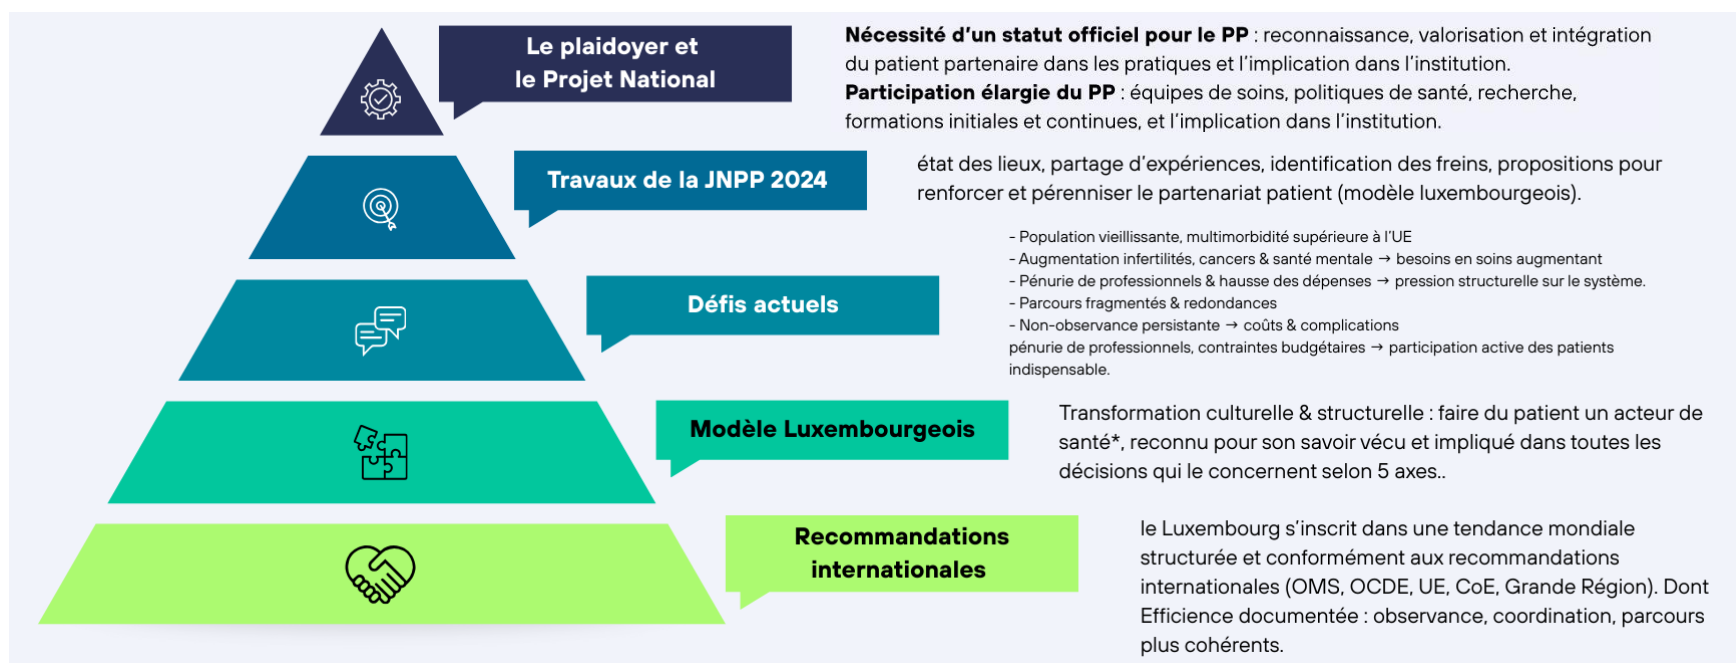 Le plaidoyer et
le Projet National
Nécessité d'un statut officiel pour le PP : reconnaissance, valorisation et intégration
du patient partenaire dans les pratiques et l'implication dans l'institution.
Participation élargie du PP : équipes de soins, politiques de santé, recherche,
formations initiales et continues, et l'implication dans l'institution.
Travaux de la JNPP 2024
état des lieux, partage d'expériences, identification des freins, propositions pour
renforcer et pérenniser le partenariat patient (modèle luxembourgeois).
Défis actuels
- Population vieillissante, multimorbidité supérieure à l'UE
- Augmentation infertilités, cancers & santé mentale → besoins en soins augmentant
- Pénurie de professionnels & hausse des dépenses → pression structurelle sur le système.
- Parcours fragmentés & redondances
- Non-observance persistante → coûts & complications
pénurie de professionnels, contraintes budgétaires → participation active des patients
indispensable.
Modèle Luxembourgeois
Transformation culturelle & structurelle : faire du patient un acteur de
santé*, reconnu pour son savoir vécu et impliqué dans toutes les
décisions qui le concernent selon 5 axes..
Recommandations
internationales
le Luxembourg s'inscrit dans une tendance mondiale
structurée et conformément aux recommandations
internationales (OMS, OCDE, UE, CoE, Grande Région). Dont
Efficience documentée : observance, coordination, parcours
plus cohérents.